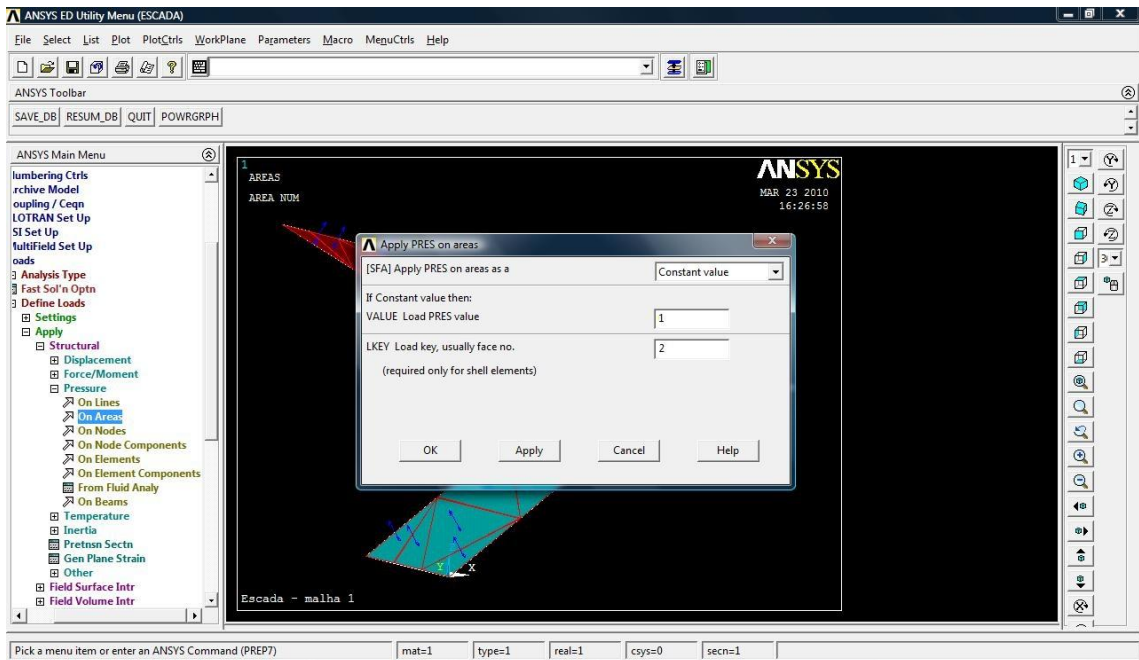 ANSYS ED Utility Menu (ESCADA)
File Select List Plot PlotCtrls WorkPlane Parameters Macro MenuCtrls Help
ANSYS Toolbar
SAVE_DB RESUM_DB QUIT POWRGRPH
ANSYS Main Menu
lumbering Ctrls
.rchive Model
oupling / Ceqn
LOTRAN Set Up
SI Set Up
MultiField Set Up
oads
Analysis Type
Fast Sol'n Optn
Define Loads
Settings
Apply
Structural
Displacement
Force/Moment
Pressure
On Lines
On Areas
On Nodes
On Node Components
On Elements
On Element Components
From Fluid Analy
On Beams
Temperature
Inertia
Pretnsn Sectn
Gen Plane Strain
Other
Field Surface Intr
Field Volume Intr
1
AREAS
AREA NUM
ANSYS
MAR 23 2010
16:26:58
Apply PRES on areas
[SFA] Apply PRES on areas as a Constant value
If Constant value then:
VALUE Load PRES value 1
LKEY Load key, usually face no. 2
(required only for shell elements)
OK Apply Cancel Help
Y X
Escada - malha 1
1
3
Pick a menu item or enter an ANSYS Command (PREP7) mat=1 type=1 real=1 csys=0 secn=1